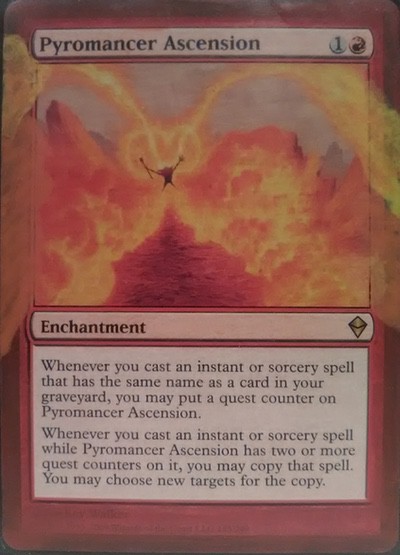 Pyromancer Ascension 1
Enchantment
Whenever you cast an instant or sorcery spell
that has the same name as a card in your
graveyard, you may put a quest counter on
Pyromancer Ascension.
Whenever you cast an instant or sorcery spell
while Pyromancer Ascension has two or more
quest counters on it, you may copy that spell.
You may choose new targets for the copy.